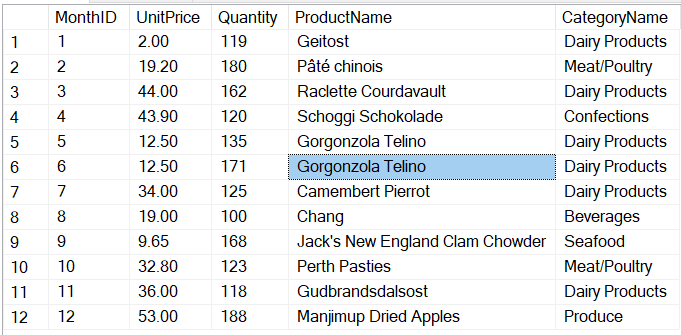 MonthID UnitPrice Quantity ProductName CategoryName
1 1 2.00 119 Geitost Dairy Products
2 2 19.20 180 Pâté chinois Meat/Poultry
3 3 44.00 162 Raclette Courdavault Dairy Products
4 4 43.90 120 Schoggi Schokolade Confections
5 5 12.50 135 Gorgonzola Telino Dairy Products
6 6 12.50 171 Gorgonzola Telino Dairy Products
7 7 34.00 125 Camembert Pierrot Dairy Products
8 8 19.00 100 Chang Beverages
9 9 9.65 168 Jack's New England Clam Chowder Seafood
10 10 32.80 123 Perth Pasties Meat/Poultry
11 11 36.00 118 Gudbrandsdalsost Dairy Products
12 12 53.00 188 Manjimup Dried Apples Produce